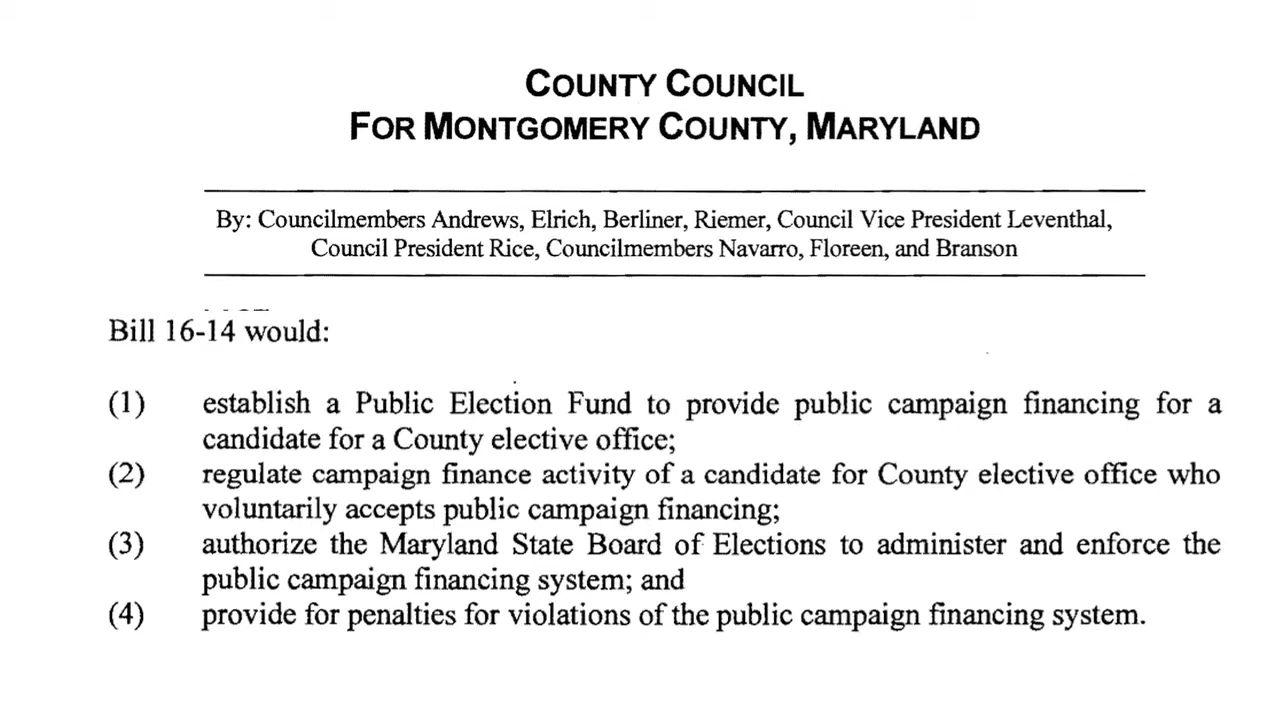 COUNTY COUNCIL
FOR MONTGOMERY COUNTY, MARYLAND
By: Councilmembers Andrews, Elrich, Berliner, Riemer, Council Vice President Leventhal,
Council President Rice, Councilmembers Navarro, Floreen, and Branson
Bill 16-14 would:
(1) establish a Public Election Fund to provide public campaign financing for a
candidate for a County elective office;
(2) regulate campaign finance activity of a candidate for County elective office who
voluntarily accepts public campaign financing;
(3) authorize the Maryland State Board of Elections to administer and enforce the
public campaign financing system; and
(4) provide for penalties for violations of the public campaign financing system.